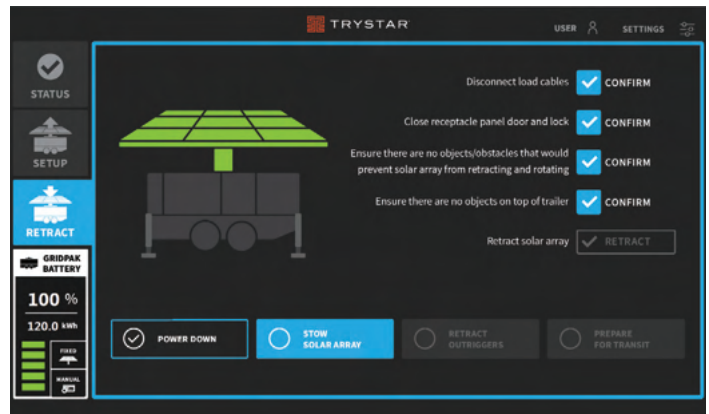 TRYSTAR
USER
SETTINGS
STATUS
SETUP
RETRACT
GRIDPAK
BATTERY
100 %
120.0 kWh
FIXED
MANUAL
Disconnect load cables
CONFIRM
Close receptacle panel door and lock
CONFIRM
Ensure there are no objects/obstacles that would
prevent solar array from retracting and rotating
CONFIRM
Ensure there are no objects on top of trailer
CONFIRM
Retract solar array
RETRACT
POWER DOWN
STOW
SOLAR ARRAY
RETRACT
OUTRIGGERS
PREPARE
FOR TRANSIT